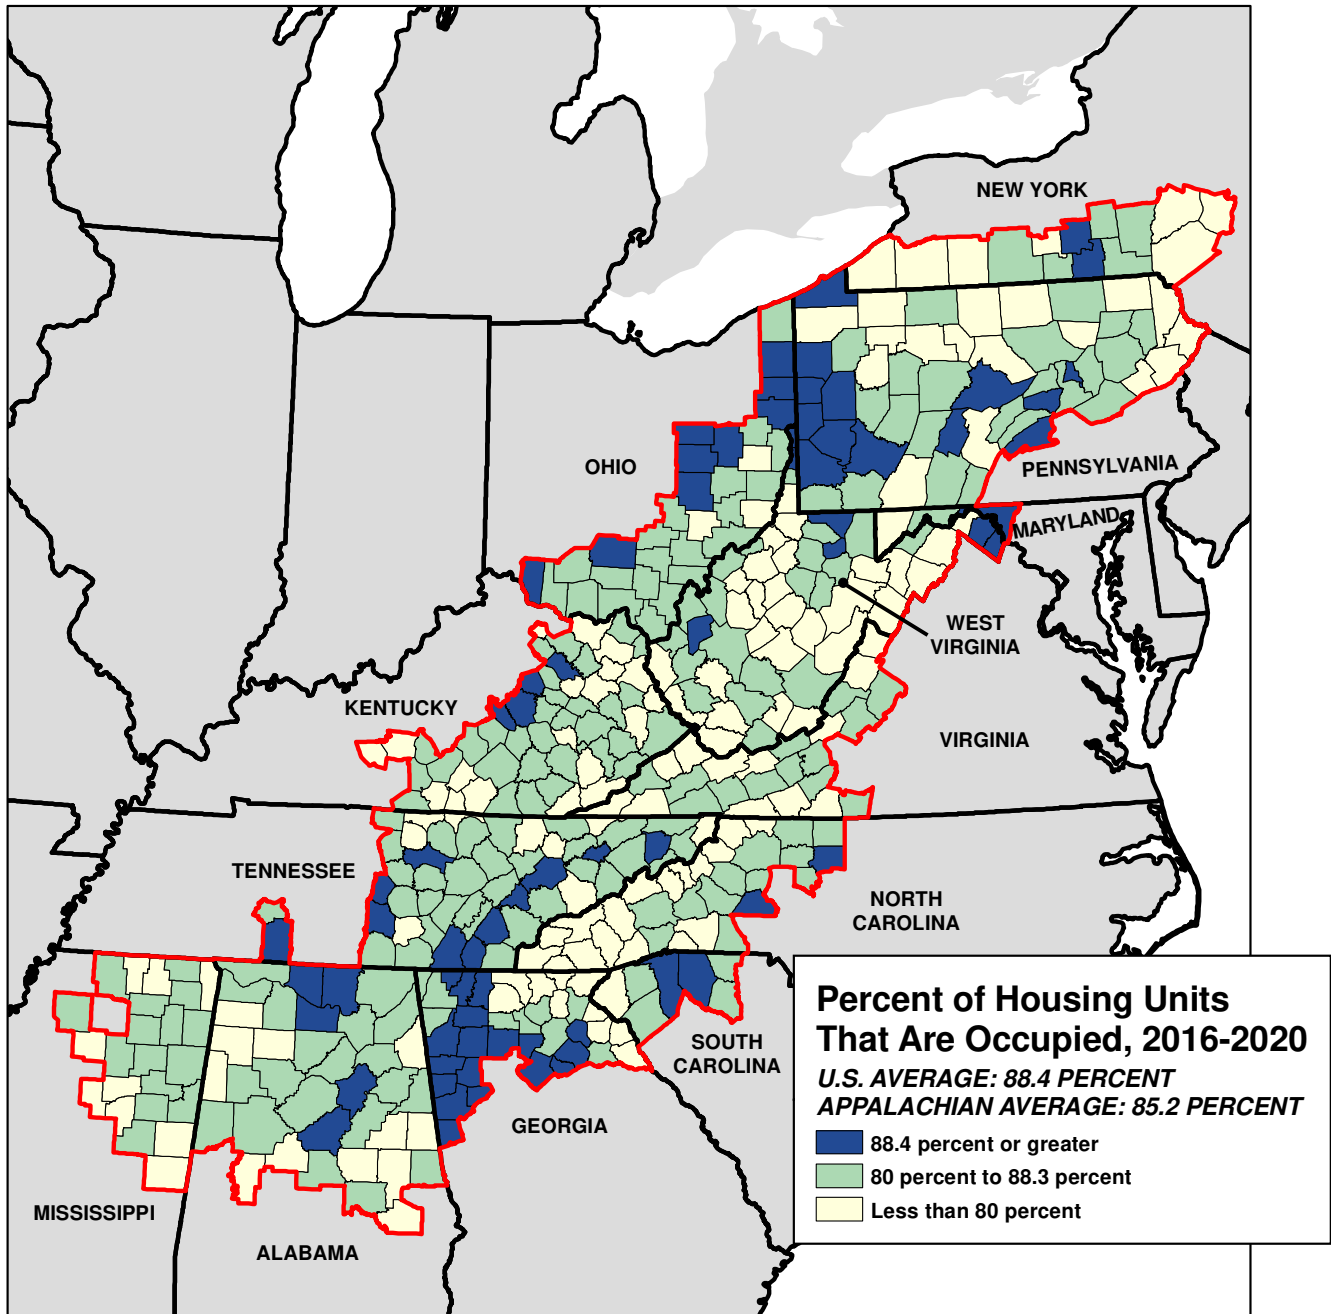 NEW YORK
OHIO
PENNSYLVANIA
MARYLAND
WEST
VIRGINIA
KENTUCKY
VIRGINIA
TENNESSEE
NORTH
CAROLINA
SOUTH
CAROLINA
GEORGIA
MISSISSIPPI
ALABAMA
Percent of Housing Units
That Are Occupied, 2016-2020
U.S. AVERAGE: 88.4 PERCENT
APPALACHIAN AVERAGE: 85.2 PERCENT
88.4 percent or greater
80 percent to 88.3 percent
Less than 80 percent